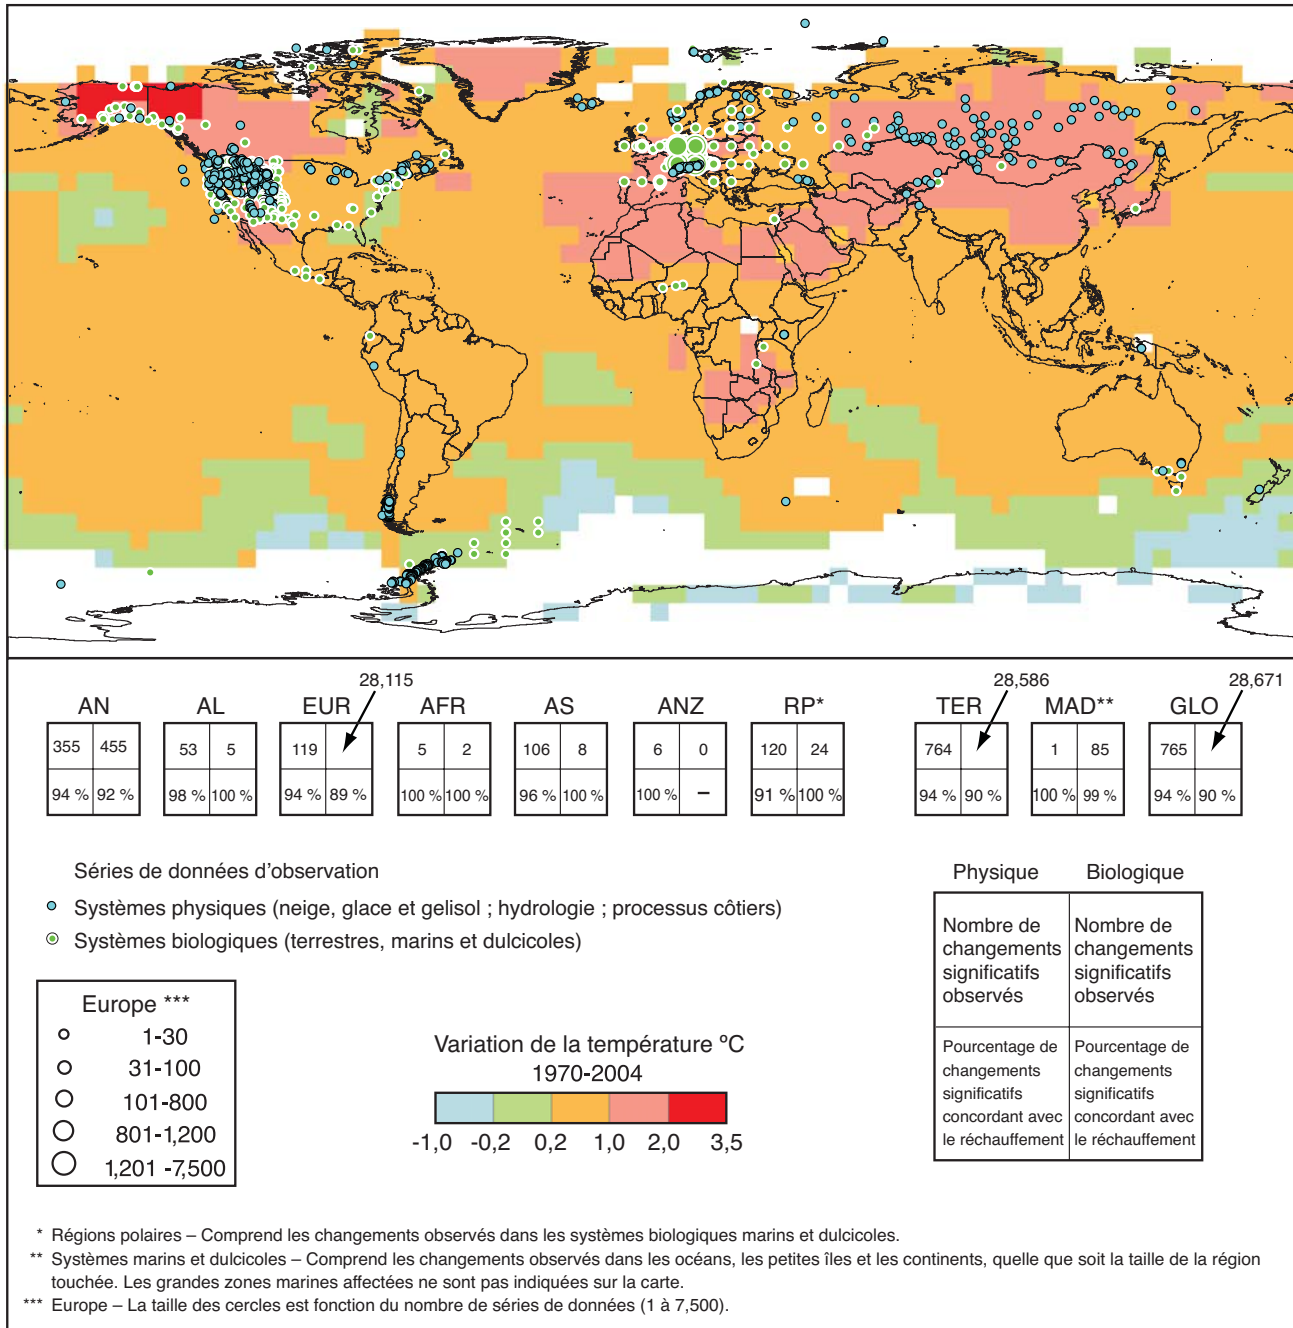 28,115
28,586
28,671
AN AL EUR AFR AS ANZ RP* TER MAD** GLO
355 455 53 5 119 5 2 106 8 6 0 120 24 764 1 85 765
94 % 92 % 98 % 100 % 94 % 89 % 100 % 100 % 96 % 100 % 100 % – 91 % 100 % 94 % 90 % 100 % 99 % 94 % 90 %
Séries de données d'observation
Systèmes physiques (neige, glace et gelisol ; hydrologie ; processus côtiers)
Systèmes biologiques (terrestres, marins et dulcicoles)
Physique Biologique
Nombre de changements significatifs observés
Nombre de changements significatifs observés
Pourcentage de changements significatifs concordant avec le réchauffement
Pourcentage de changements significatifs concordant avec le réchauffement
Europe ***
1-30
31-100
101-800
801-1,200
1,201 -7,500
Variation de la température ºC
1970-2004
-1,0 -0,2 0,2 1,0 2,0 3,5
* Régions polaires – Comprend les changements observés dans les systèmes biologiques marins et dulcicoles.
** Systèmes marins et dulcicoles – Comprend les changements observés dans les océans, les petites îles et les continents, quelle que soit la taille de la région
touchée. Les grandes zones marines affectées ne sont pas indiquées sur la carte.
*** Europe – La taille des cercles est fonction du nombre de séries de données (1 à 7,500).